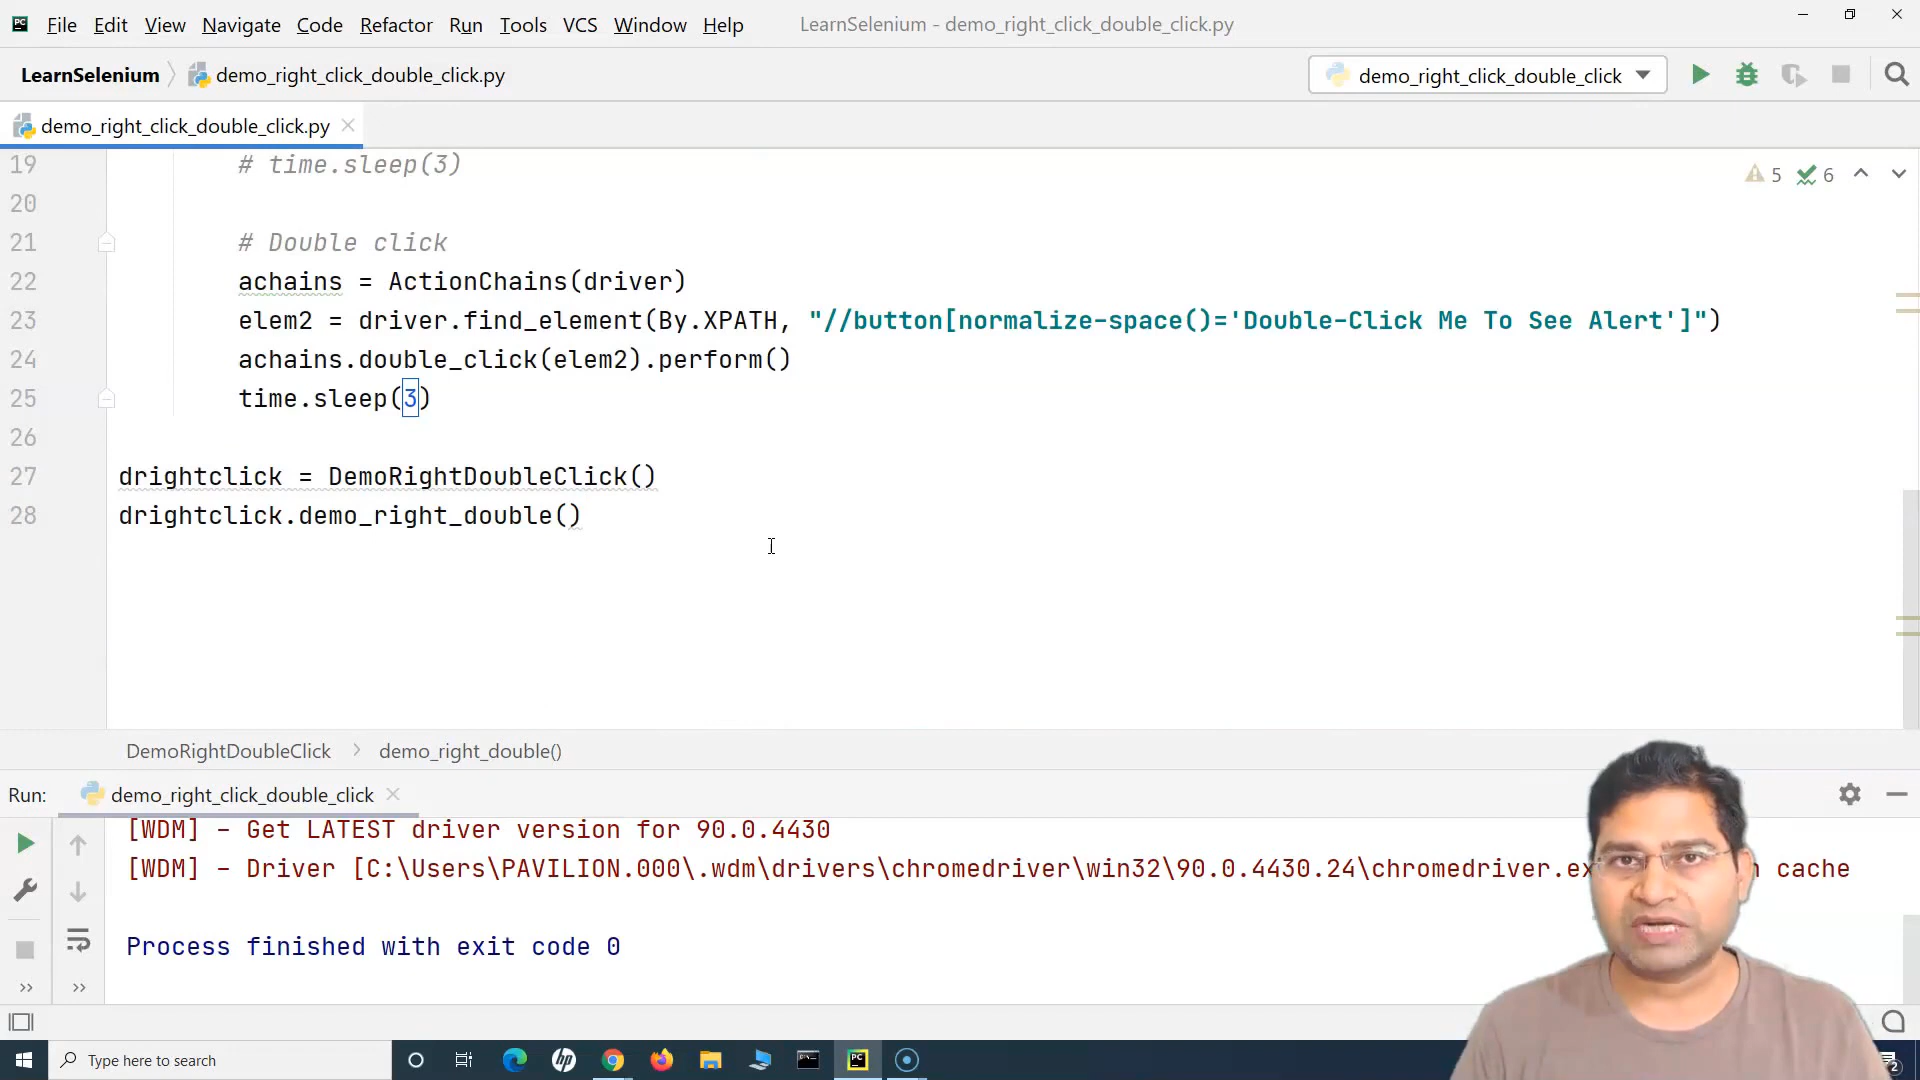 File Edit View Navigate Code Refactor Run Tools VCS Window Help LearnSelenium - demo_right_click_double_click.py
LearnSelenium demo_right_click_double_click.py demo_right_click_double_click
demo_right_click_double_click.py
19 # time.sleep(3) 5 6
20
21 # Double click
22 achains = ActionChains(driver)
23 elem2 = driver.find_element(By.XPATH, "//button[normalize-space()='Double-Click Me To See Alert']")
24 achains.double_click(elem2).perform()
25 time.sleep(3)
26
27 drightclick = DemoRightDoubleClick()
28 drightclick.demo_right_double()
DemoRightDoubleClick > demo_right_double()
Run: demo_right_click_double_click
[WDM] - Get LATEST driver version for 90.0.4430
[WDM] - Driver [C:\Users\PAVILION.000\.wdm\drivers\chromedriver\win32\90.0.4430.24\chromedriver.ex cache
Process finished with exit code 0
Type here to search
PC
hp
2